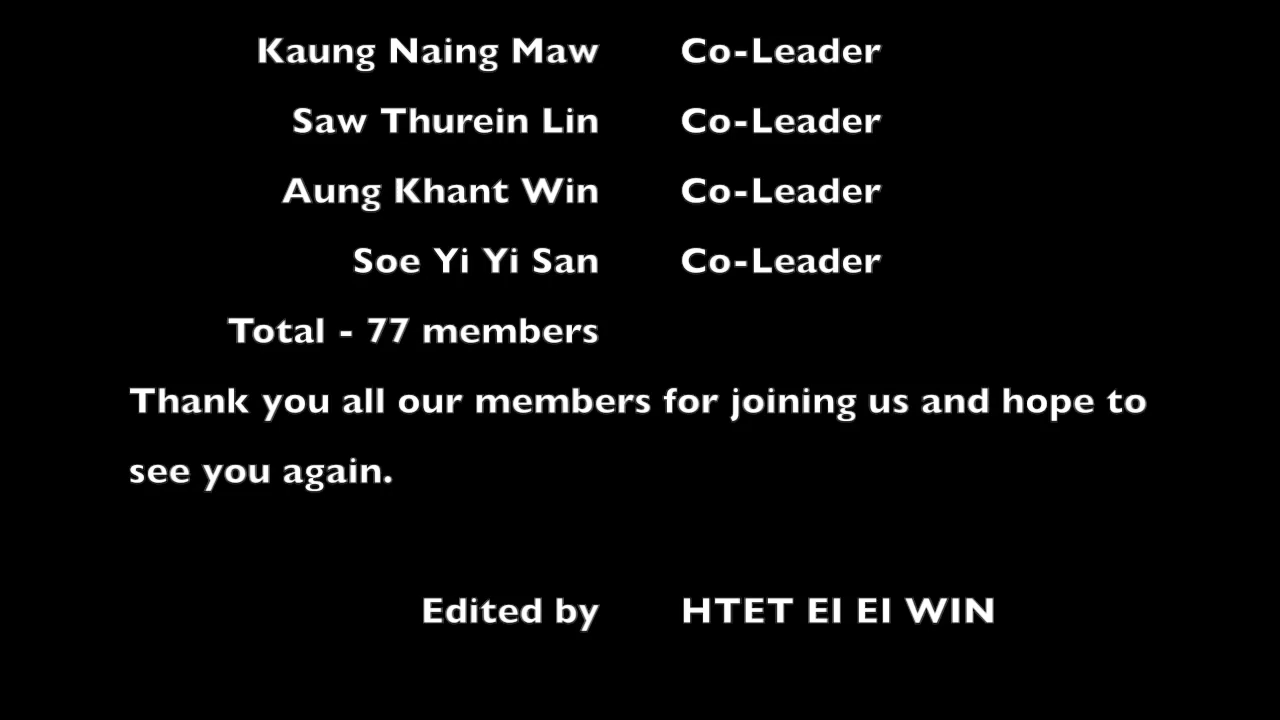 Kaung Naing Maw Co-Leader
Saw Thurein Lin Co-Leader
Aung Khant Win Co-Leader
Soe Yi Yi San Co-Leader
Total - 77 members
Thank you all our members for joining us and hope to
see you again.
Edited by HTET EI EI WIN